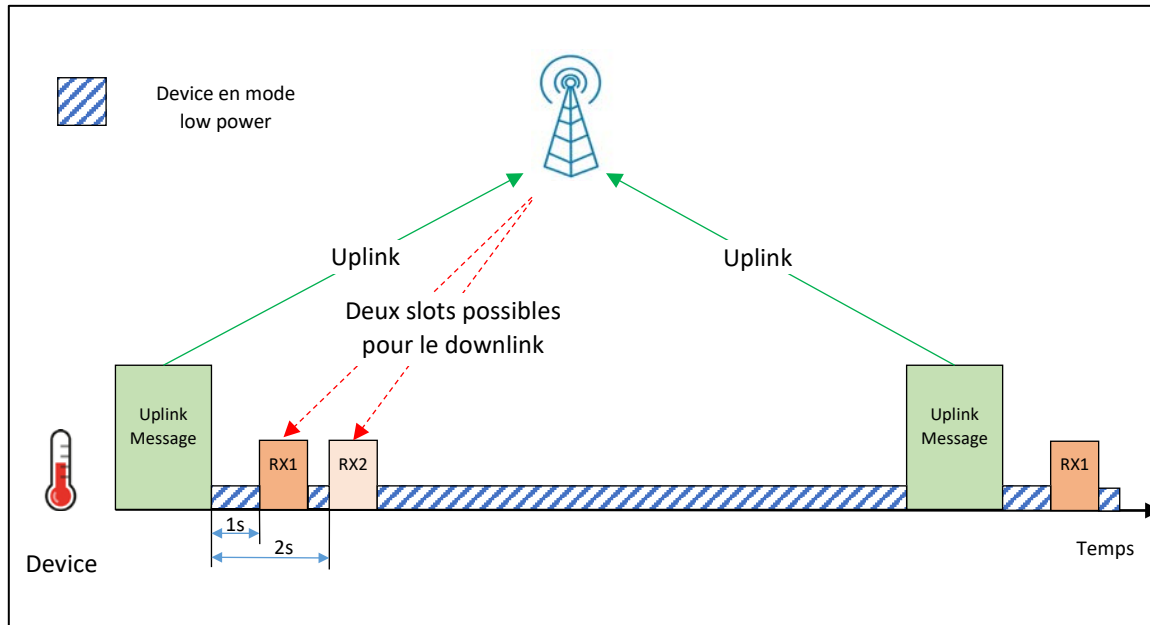 Device en mode
low power
Uplink
Uplink
Deux slots possibles
pour le downlink
Uplink
Message
RX1
RX2
Uplink
Message
RX1
1s
2s
Device
Temps